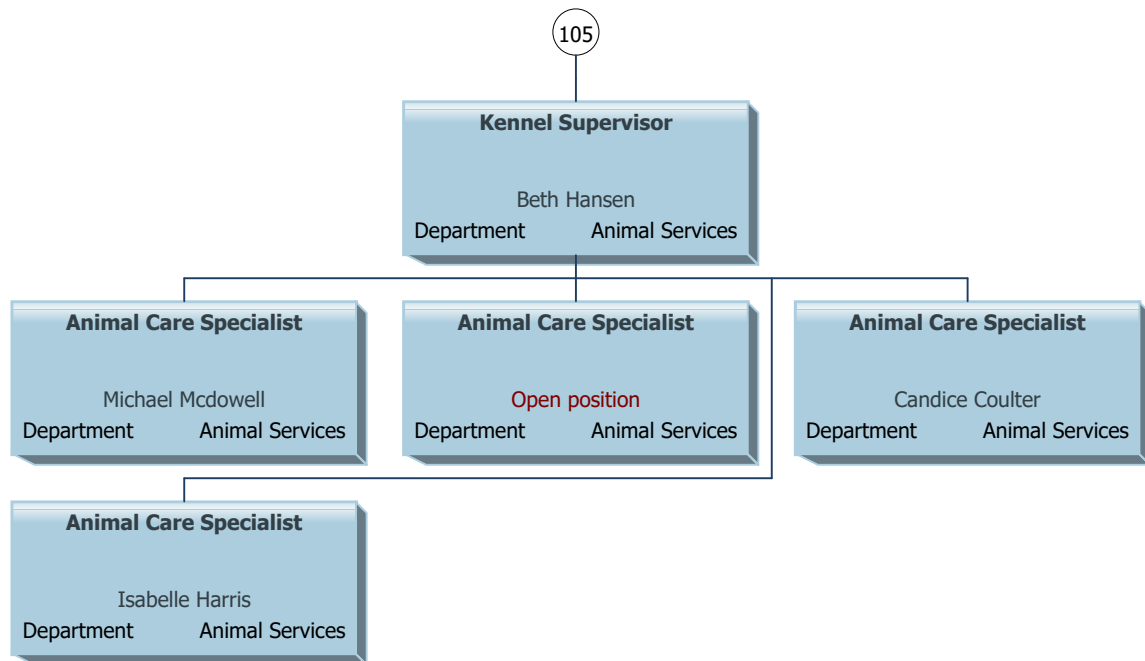 105
Kennel Supervisor
Beth Hansen
Department Animal Services
Animal Care Specialist
Michael Mcdowell
Department Animal Services
Animal Care Specialist
Open position
Department Animal Services
Animal Care Specialist
Candice Coulter
Department Animal Services
Animal Care Specialist
Isabelle Harris
Department Animal Services